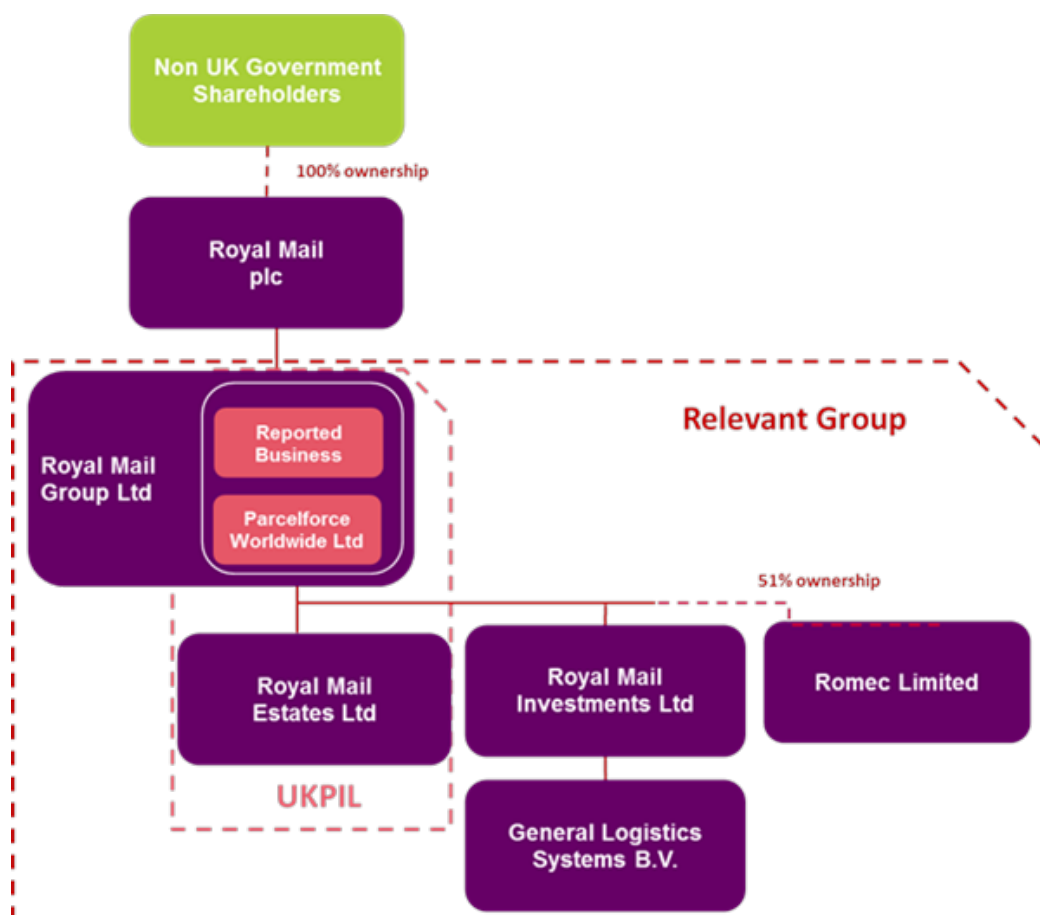 Non UK Government
Shareholders
100% ownership
Royal Mail
plc
Relevant Group
Royal Mail
Group Ltd
Reported
Business
Parcelforce
Worldwide Ltd
51% ownership
Royal Mail
Estates Ltd
Royal Mail
Investments Ltd
Romec Limited
UKPIL
General Logistics
Systems B.V.